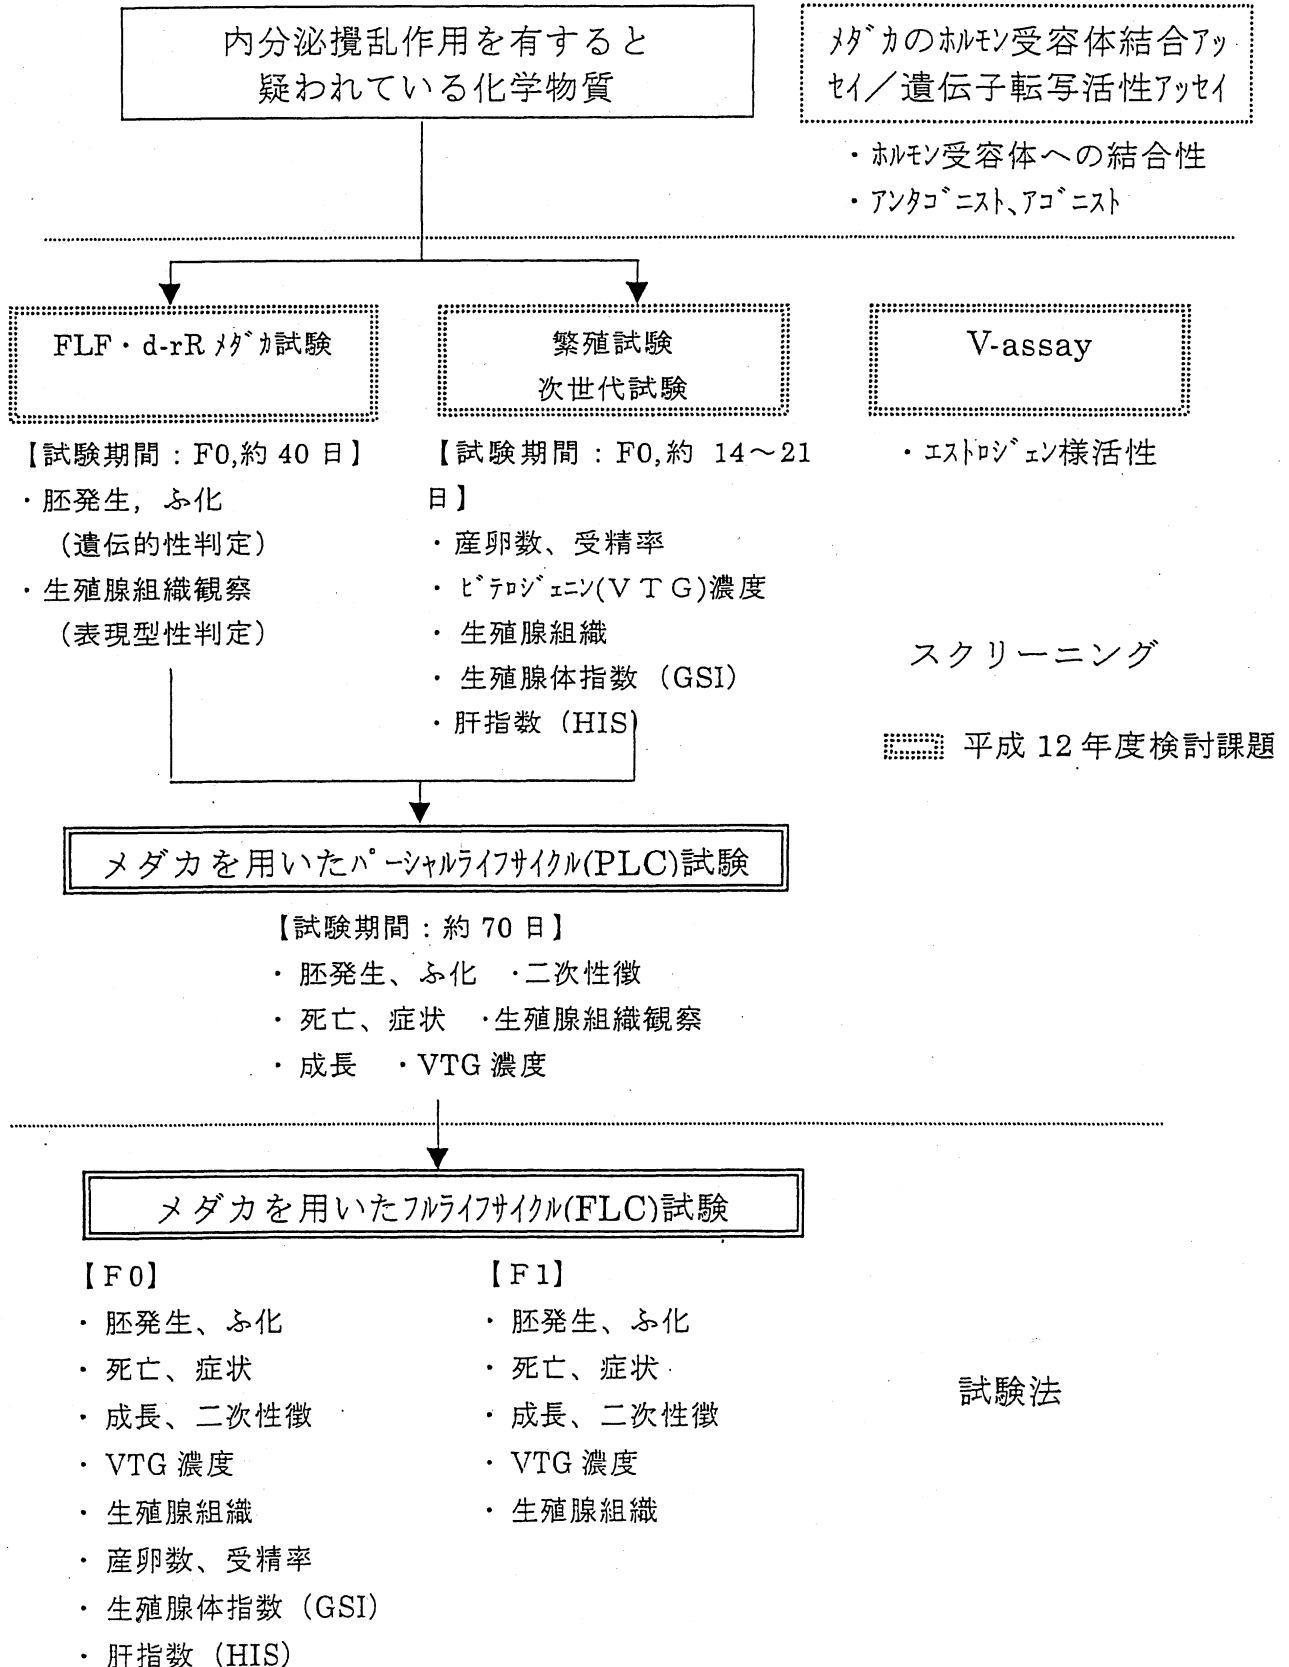 内分泌攪乱作用を有すると
疑われている化学物質
メダカのホルモン受容体結合アッ
セイ／遺伝子転写活性アッセイ
・ホルモン受容体への結合性
・アンタゴニスト、アゴニスト
FLF・d-rRメダカ試験
【試験期間：F0,約 40 日】
・胚発生，ふ化
（遺伝的性判定）
・生殖腺組織観察
（表現型性判定）
繁殖試験
次世代試験
【試験期間：F0,約 14～21
日】
・産卵数、受精率
・ビテロジェニン(ＶＴＧ)濃度
・生殖腺組織
・生殖腺体指数（GSI）
・肝指数（HIS)
V-assay
・エストロジェン様活性
スクリーニング
平成 12 年度検討課題
メダカを用いたパーシャルライフサイクル(PLC)試験
【試験期間：約 70 日】
・胚発生、ふ化　・二次性徴
・死亡、症状　・生殖腺組織観察
・成長　・VTG 濃度
メダカを用いたフルライフサイクル(FLC)試験
【F0】
・胚発生、ふ化
・死亡、症状
・成長、二次性徴
・VTG 濃度
・生殖腺組織
・産卵数、受精率
・生殖腺体指数（GSI）
・肝指数（HIS）
【F1】
・胚発生、ふ化
・死亡、症状
・成長、二次性徴
・VTG 濃度
・生殖腺組織
試験法